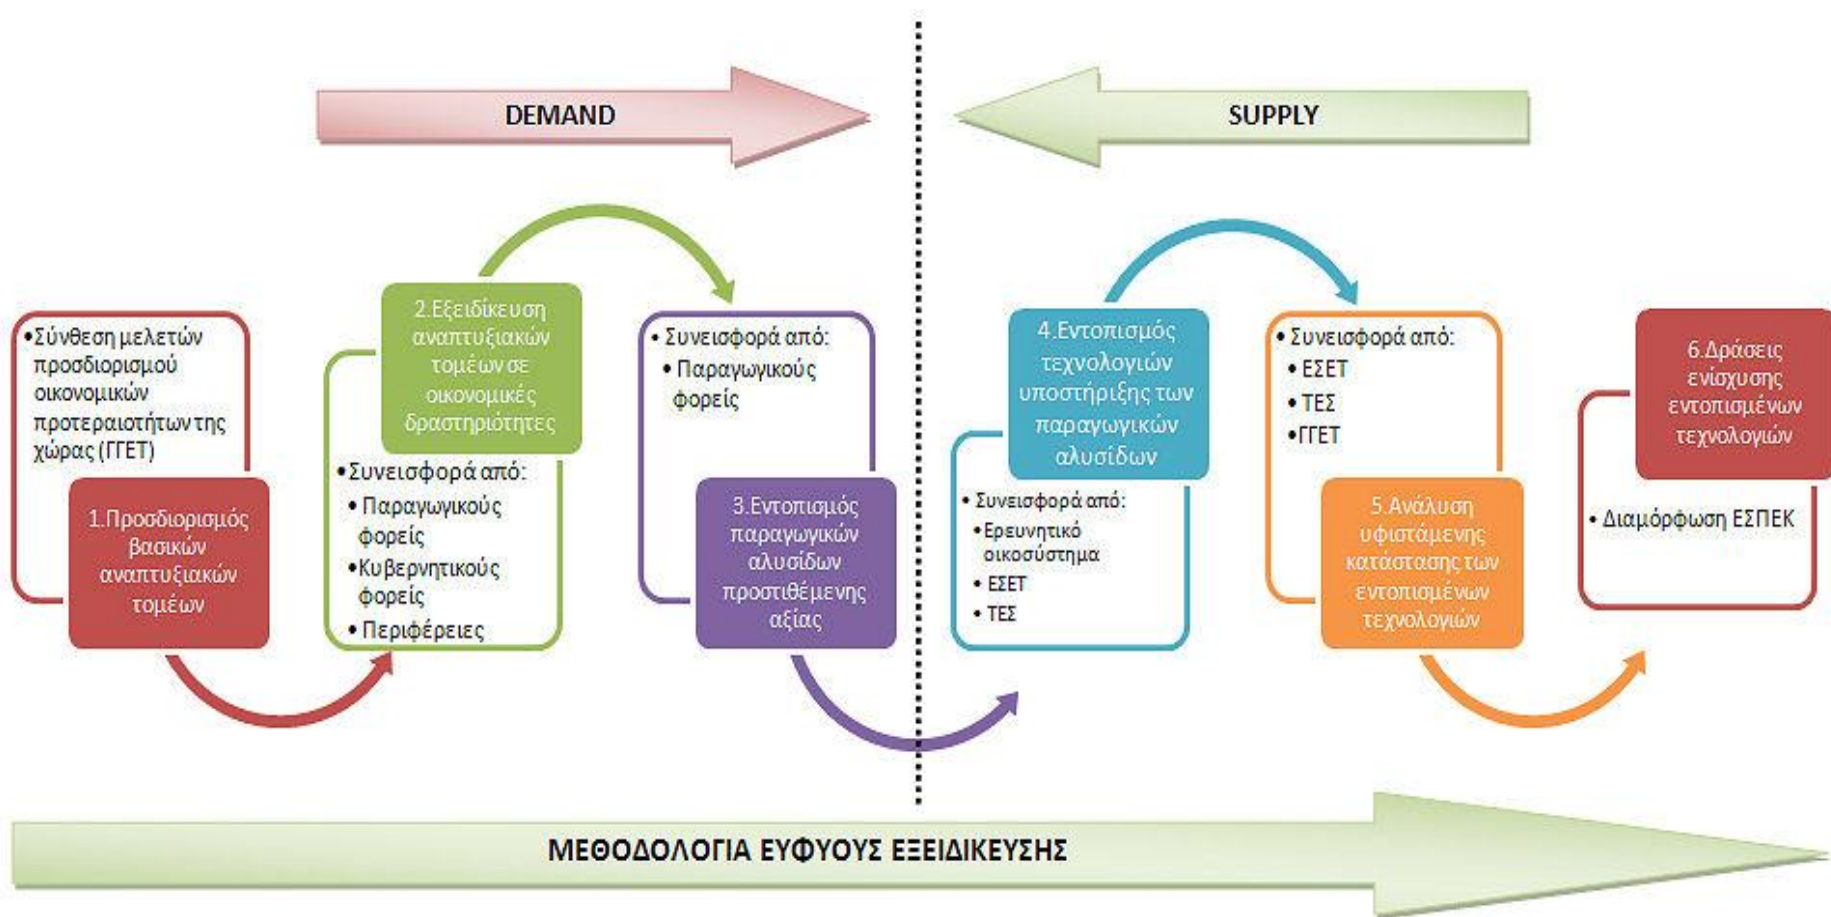 DEMAND
SUPPLY
•Σύνθεση μελετών
προσδιορισμού
οικονομικών
προτεραιοτήτων της
χώρας (ΓΓΕΤ)
1.Προσδιορισμός
βασικών
αναπτυξιακών
τομέων
2.Εξειδίκευση
αναπτυξιακών
τομέων σε
οικονομικές
δραστηριότητες
•Συνεισφορά από:
• Παραγωγικούς
φορείς
•Κυβερνητικούς
φορείς
• Περιφέρειες
• Συνεισφορά από:
• Παραγωγικούς
φορείς
3.Εντοπισμός
παραγωγικών
αλυσίδων
προστιθέμενης
αξίας
4.Εντοπισμός
τεχνολογιών
υποστήριξης των
παραγωγικών
αλυσίδων
• Συνεισφορά από:
•Ερευνητικό
οικοσύστημα
• ΕΣΕΤ
• ΤΕΣ
• Συνεισφορά από:
• ΕΣΕΤ
• ΤΕΣ
•ΓΓΕΤ
5.Ανάλυση
υφιστάμενης
κατάστασης των
εντοπισμένων
τεχνολογιών
6.Δράσεις
ενίσχυσης
εντοπισμένων
τεχνολογιών
• Διαμόρφωση ΕΣΠΕΚ
ΜΕΘΟΔΟΛΟΓΙΑ ΕΥΦΥΟΥΣ ΕΞΕΙΔΙΚΕΥΣΗΣ